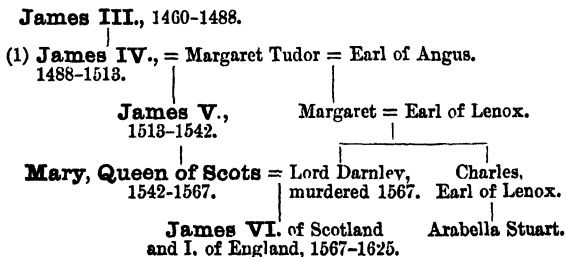 James III., 1460-1488.
(1) James IV., = Margaret Tudor = Earl of Angus.
1488-1513.
James V., Margaret = Earl of Lenox.
1513-1542.
Mary, Queen of Scots = Lord Darnley, Charles,
1542-1567. murdered 1567. Earl of Lenox.
James VI. of Scotland Arabella Stuart.
and I. of England, 1567-1625.